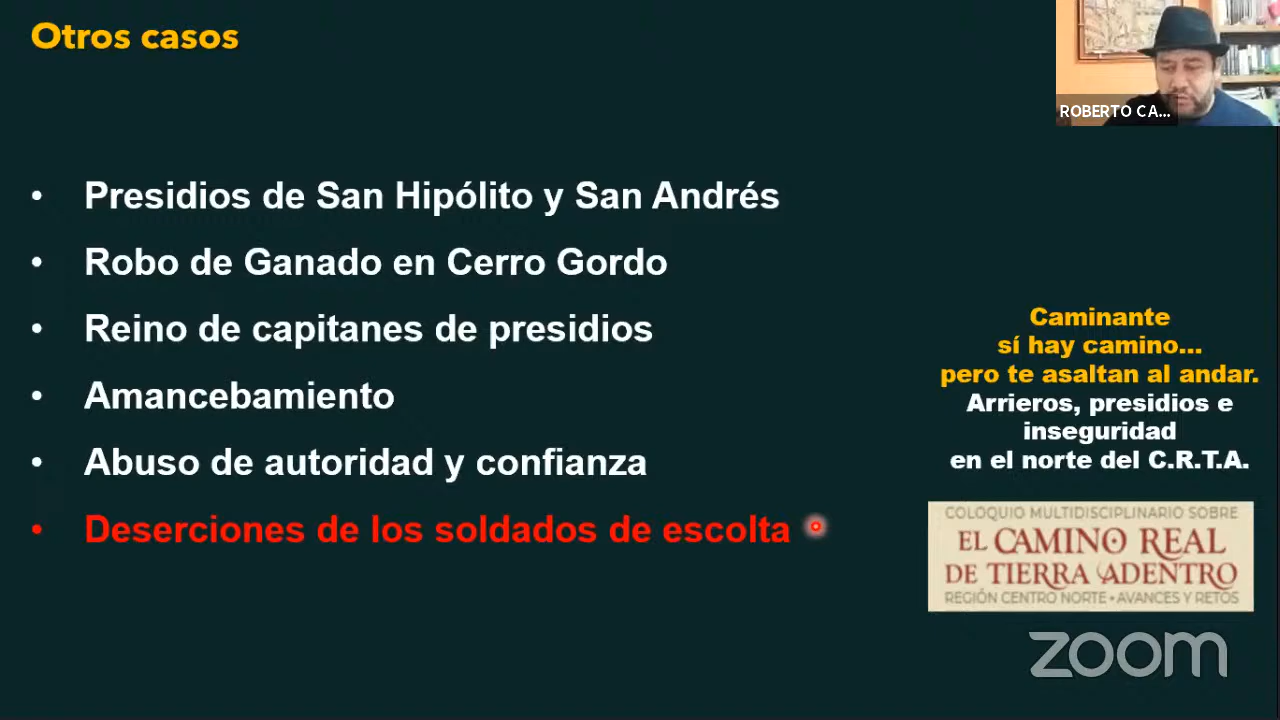 Otros casos
ROBERTO CA...
• Presidios de San Hipólito y San Andrés
• Robo de Ganado en Cerro Gordo
• Reino de capitanes de presidios
• Amancebamiento
• Abuso de autoridad y confianza
• Deserciones de los soldados de escolta
Caminante
sí hay camino...
pero te asaltan al andar.
Arrieros, presidios e
inseguridad
en el norte del C.R.T.A.
COLOQUIO MULTIDISCIPLINARIO SOBRE
EL CAMINO REAL
DE TIERRA ADENTRO
REGIÓN CENTRO NORTE • AVANCES Y RETOS
zoom